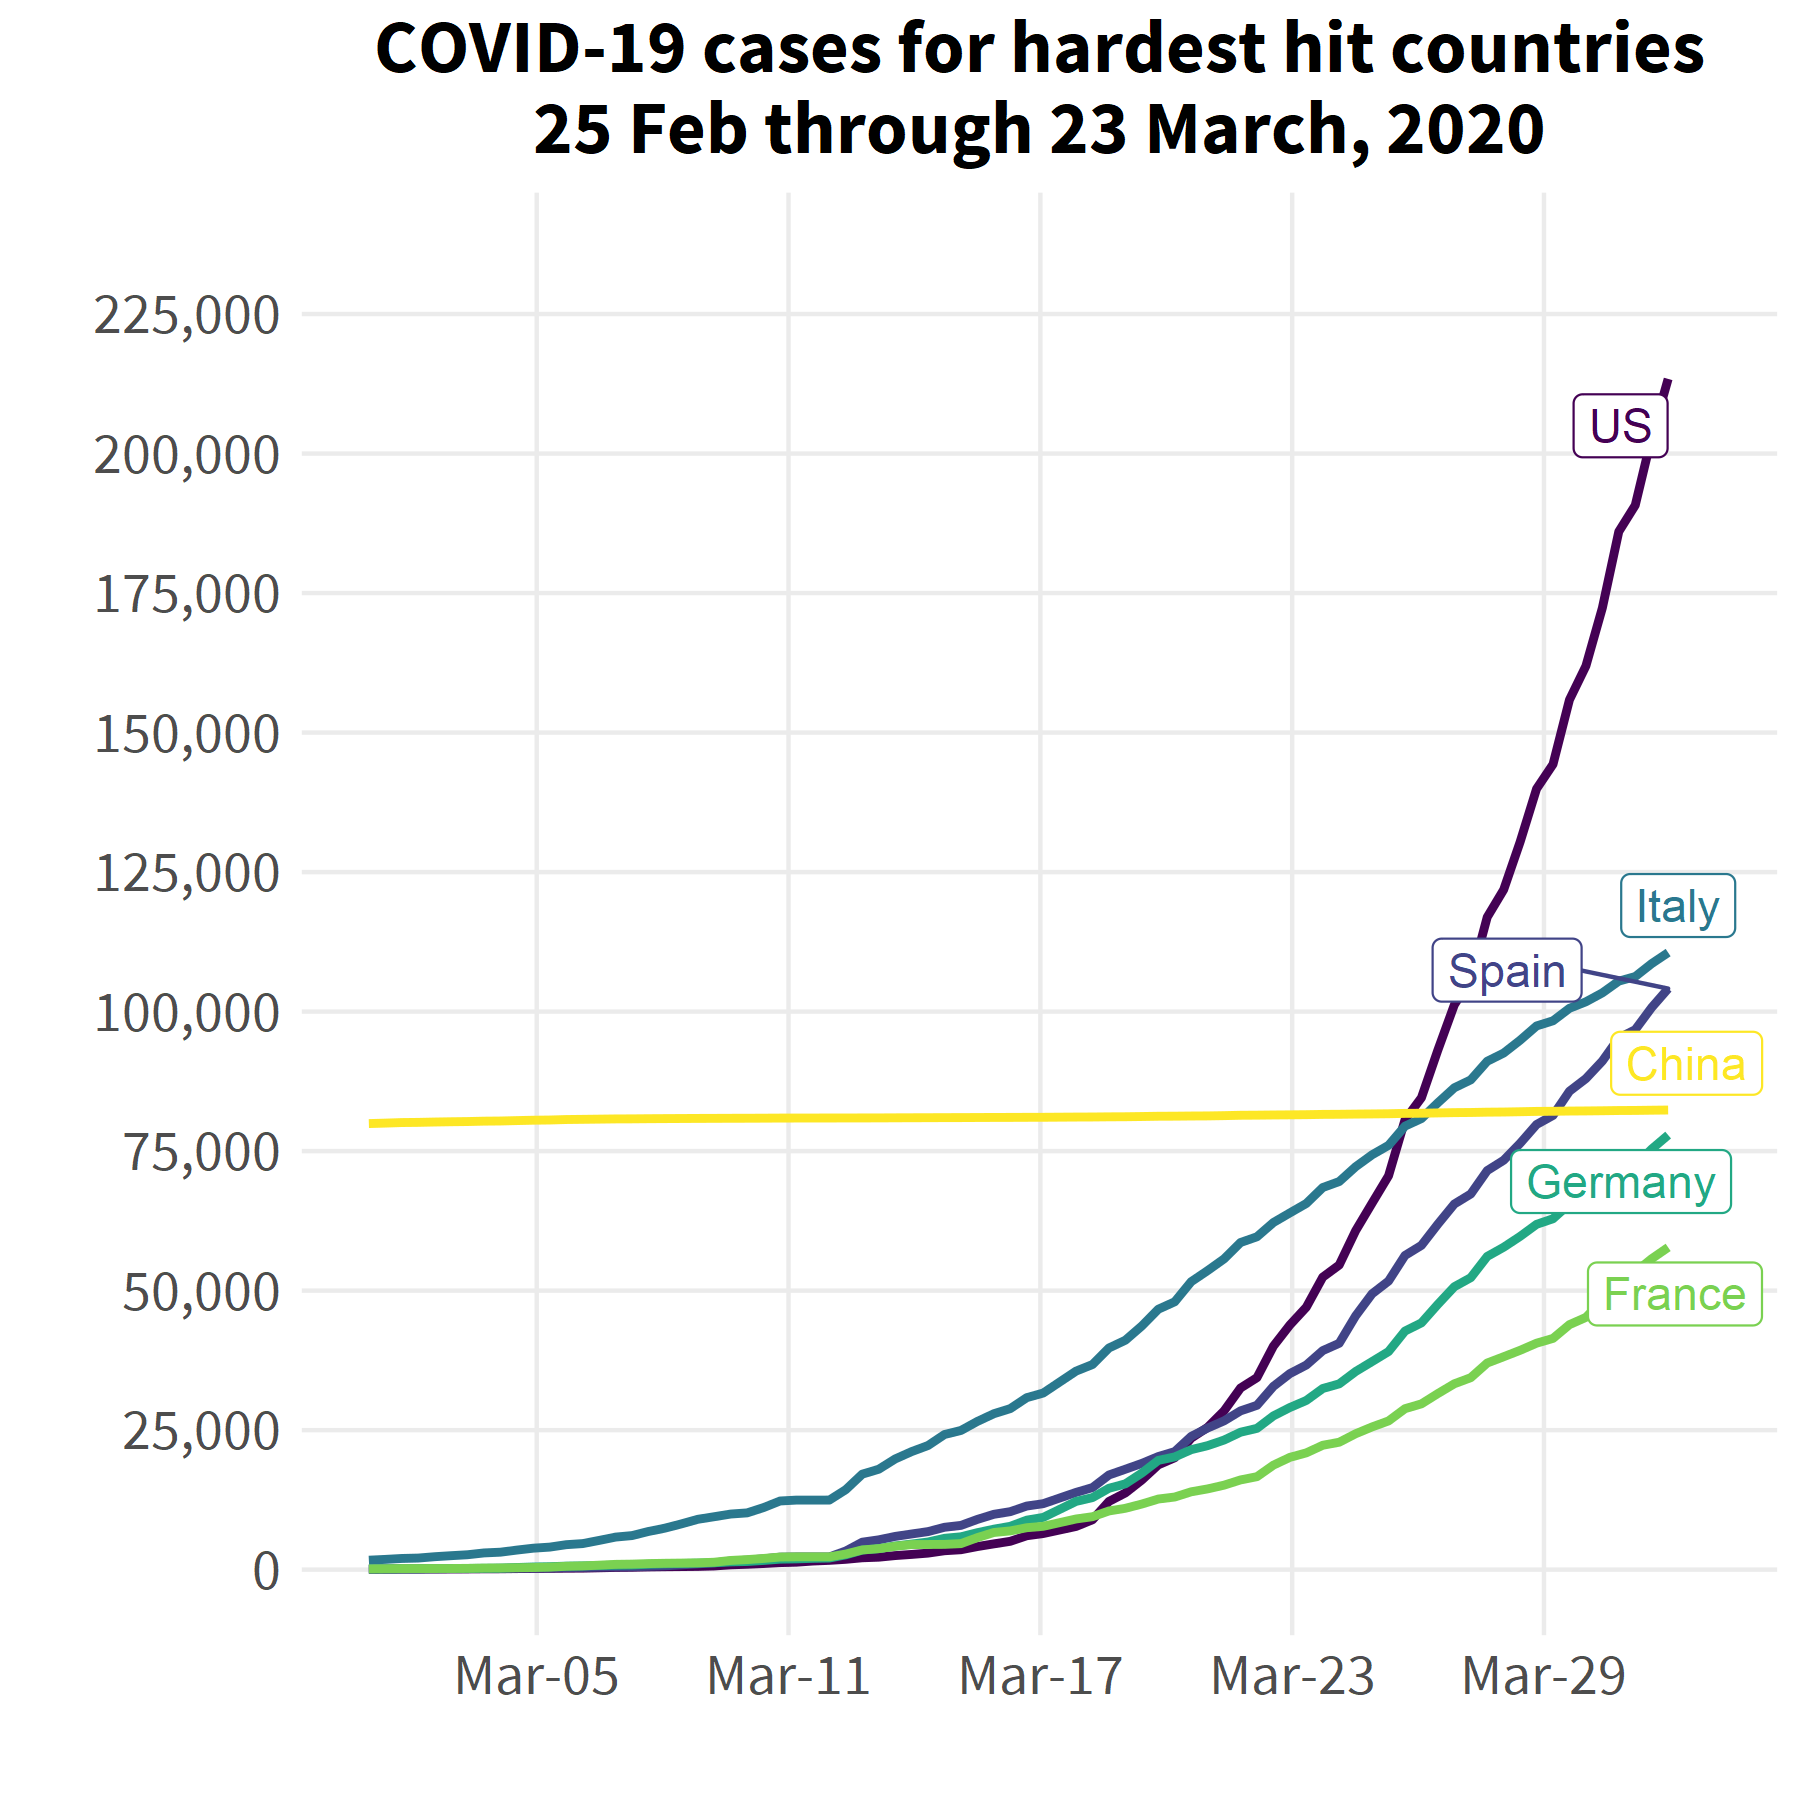 COVID-19 cases for hardest hit countries
25 Feb through 23 March, 2020
225,000
200,000
175,000
150,000
125,000
100,000
75,000
50,000
25,000
0
US
Italy
Spain
China
Germany
France
Mar-05
Mar-11
Mar-17
Mar-23
Mar-29